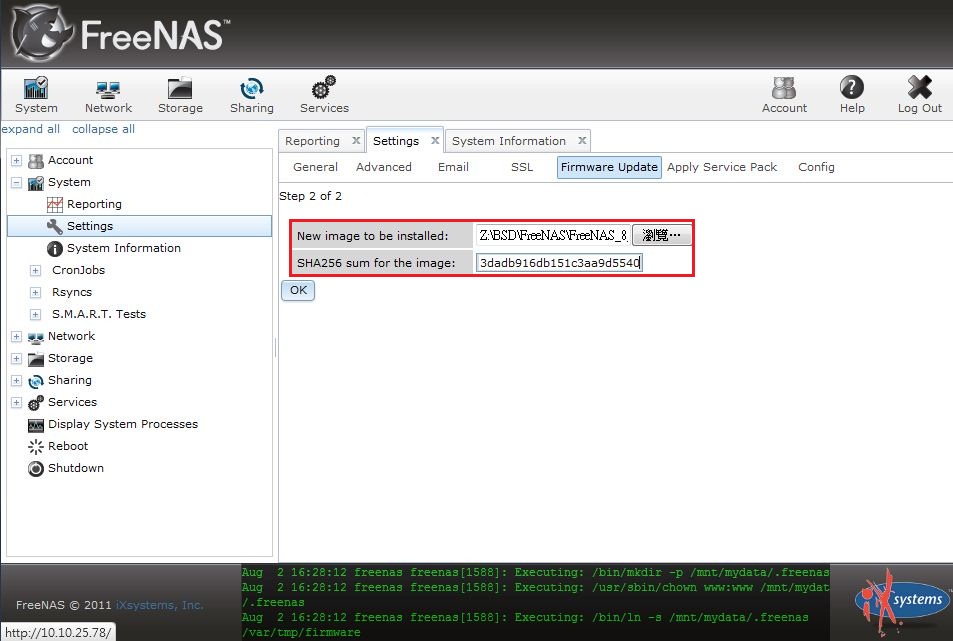 FreeNAS™
System Network Storage Sharing Services Account Help Log Out
expand all collapse all
Account
System
Reporting
Settings
System Information
CronJobs
Rsyncs
S.M.A.R.T. Tests
Network
Storage
Sharing
Services
Display System Processes
Reboot
Shutdown
Reporting Settings System Information
General Advanced Email SSL Firmware Update Apply Service Pack Config
Step 2 of 2
New image to be installed: Z:\BSD\FreeNAS\FreeNAS_8. 瀏覽…
SHA256 sum for the image: 3dadb916db151c3aa9d5540
OK
Aug 2 16:28:12 freenas freenas[1588]: Executing: /bin/mkdir -p /mnt/mydata/.freenas
Aug 2 16:28:12 freenas freenas[1588]: Executing: /usr/sbin/chown www:www /mnt/mydat
a/.freenas
Aug 2 16:28:12 freenas freenas[1588]: Executing: /bin/ln -s /mnt/mydata/.freenas
/var/tmp/firmware
FreeNAS © 2011 iXsystems, Inc.
iXsystems™
http://10.10.25.78/